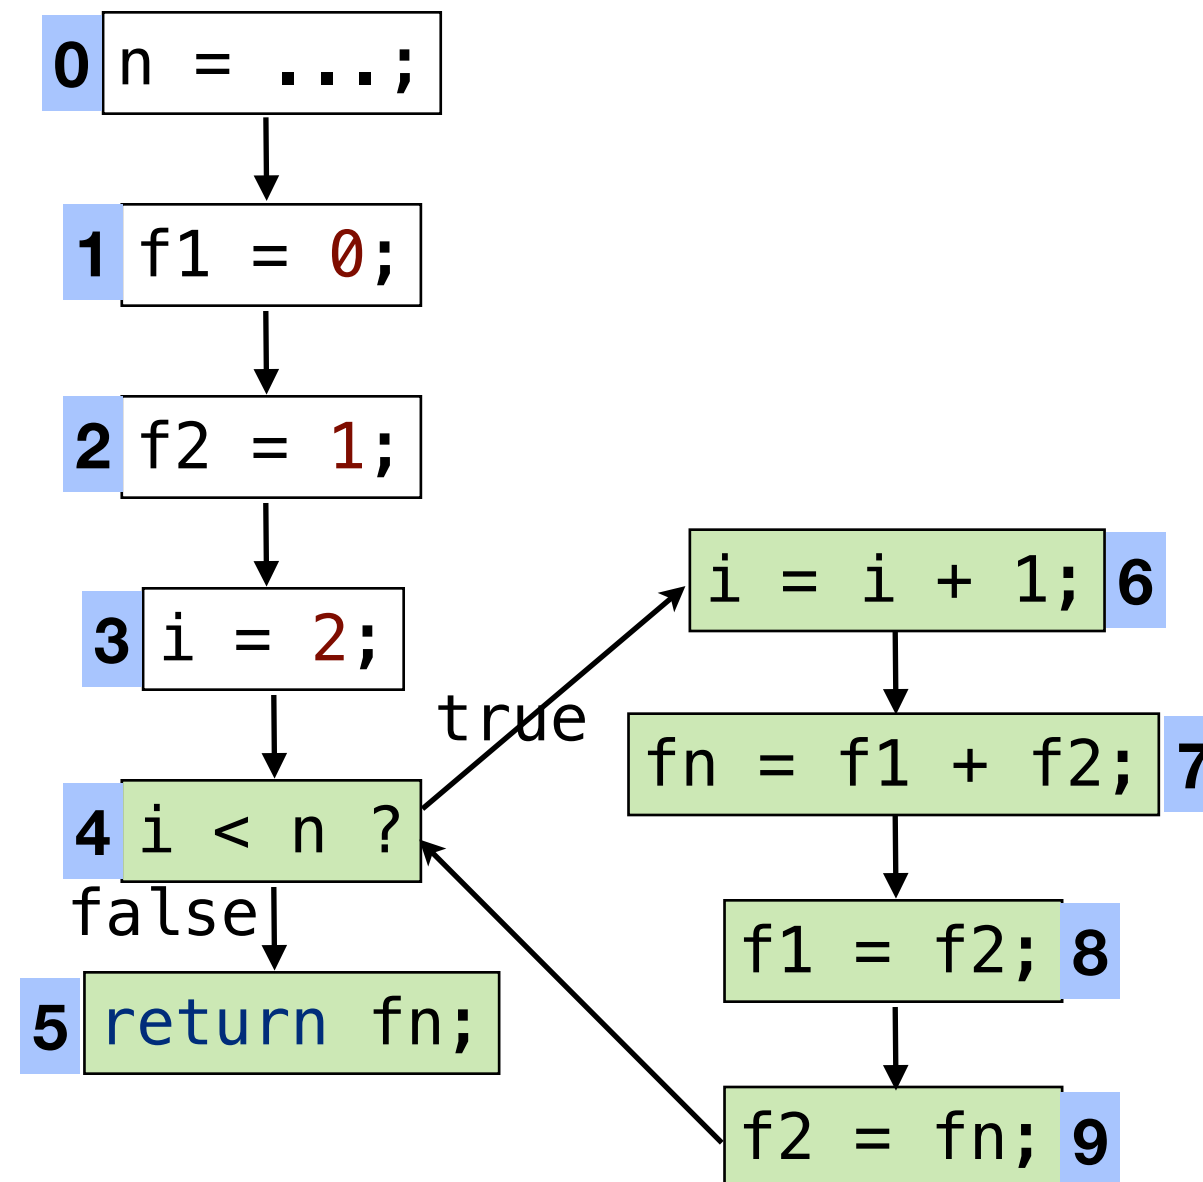 0 n = ...;
1 f1 = 0;
2 f2 = 1;
3 i = 2;
4 i < n ?
true
false
5 return fn;
i = i + 1; 6
fn = f1 + f2; 7
f1 = f2; 8
f2 = fn; 9